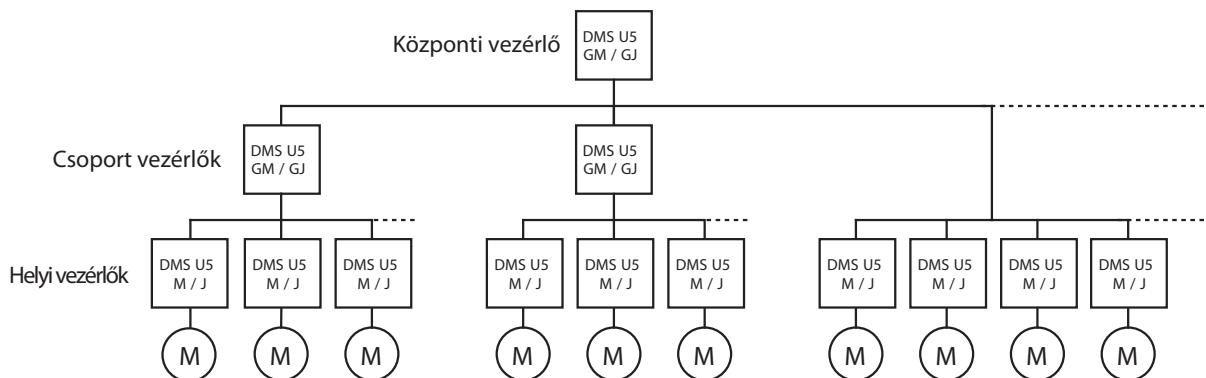 Központi vezérlő
DMS U5
GM / GJ
Csoport vezérlők
DMS U5
GM / GJ
DMS U5
GM / GJ
Helyi vezérlők
DMS U5
M / J
DMS U5
M / J
DMS U5
M / J
DMS U5
M / J
DMS U5
M / J
DMS U5
M / J
DMS U5
M / J
DMS U5
M / J
DMS U5
M / J
DMS U5
M / J
M
M
M
M
M
M
M
M
M
M